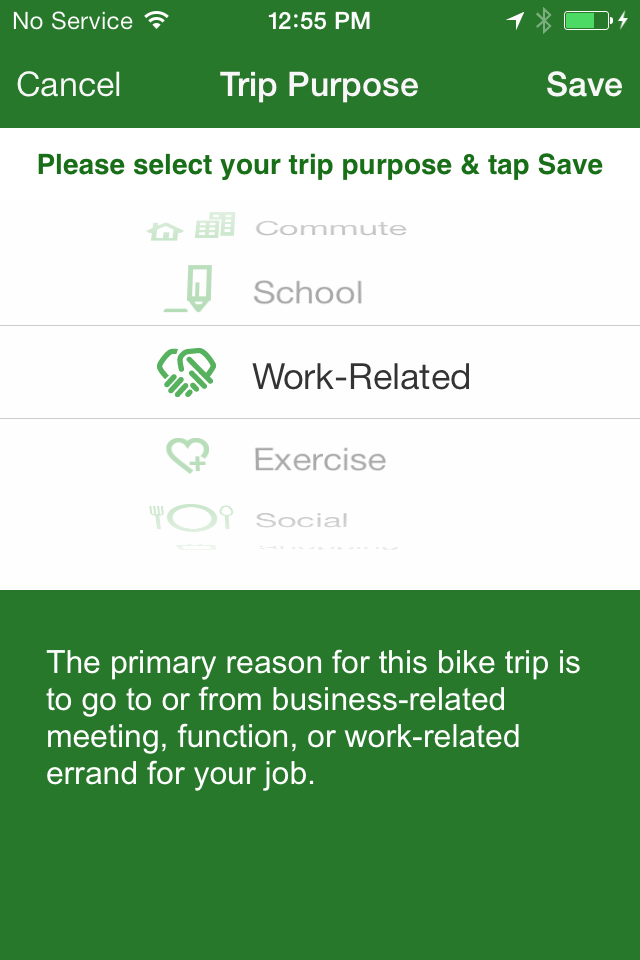 No Service 12:55 PM
Cancel Trip Purpose Save
Please select your trip purpose & tap Save
Commute
School
Work-Related
Exercise
Social
The primary reason for this bike trip is
to go to or from business-related
meeting, function, or work-related
errand for your job.